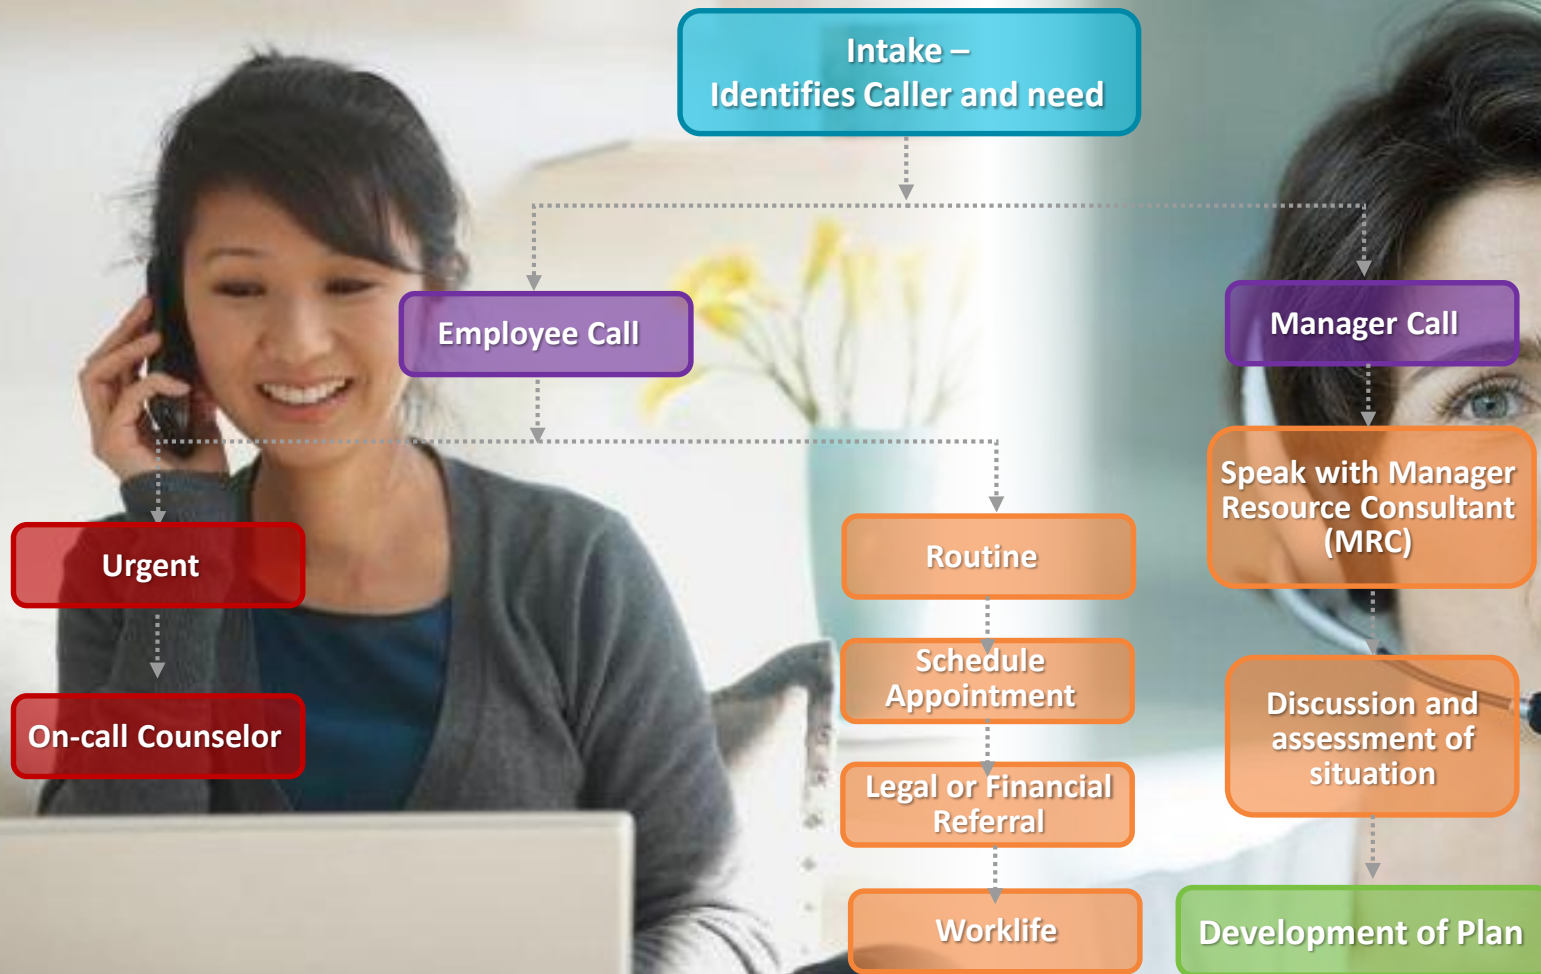 Intake –
Identifies Caller and need
Employee Call
Manager Call
Urgent
On-call Counselor
Routine
Schedule
Appointment
Legal or Financial
Referral
Worklife
Speak with Manager
Resource Consultant
(MRC)
Discussion and
assessment of
situation
Development of Plan